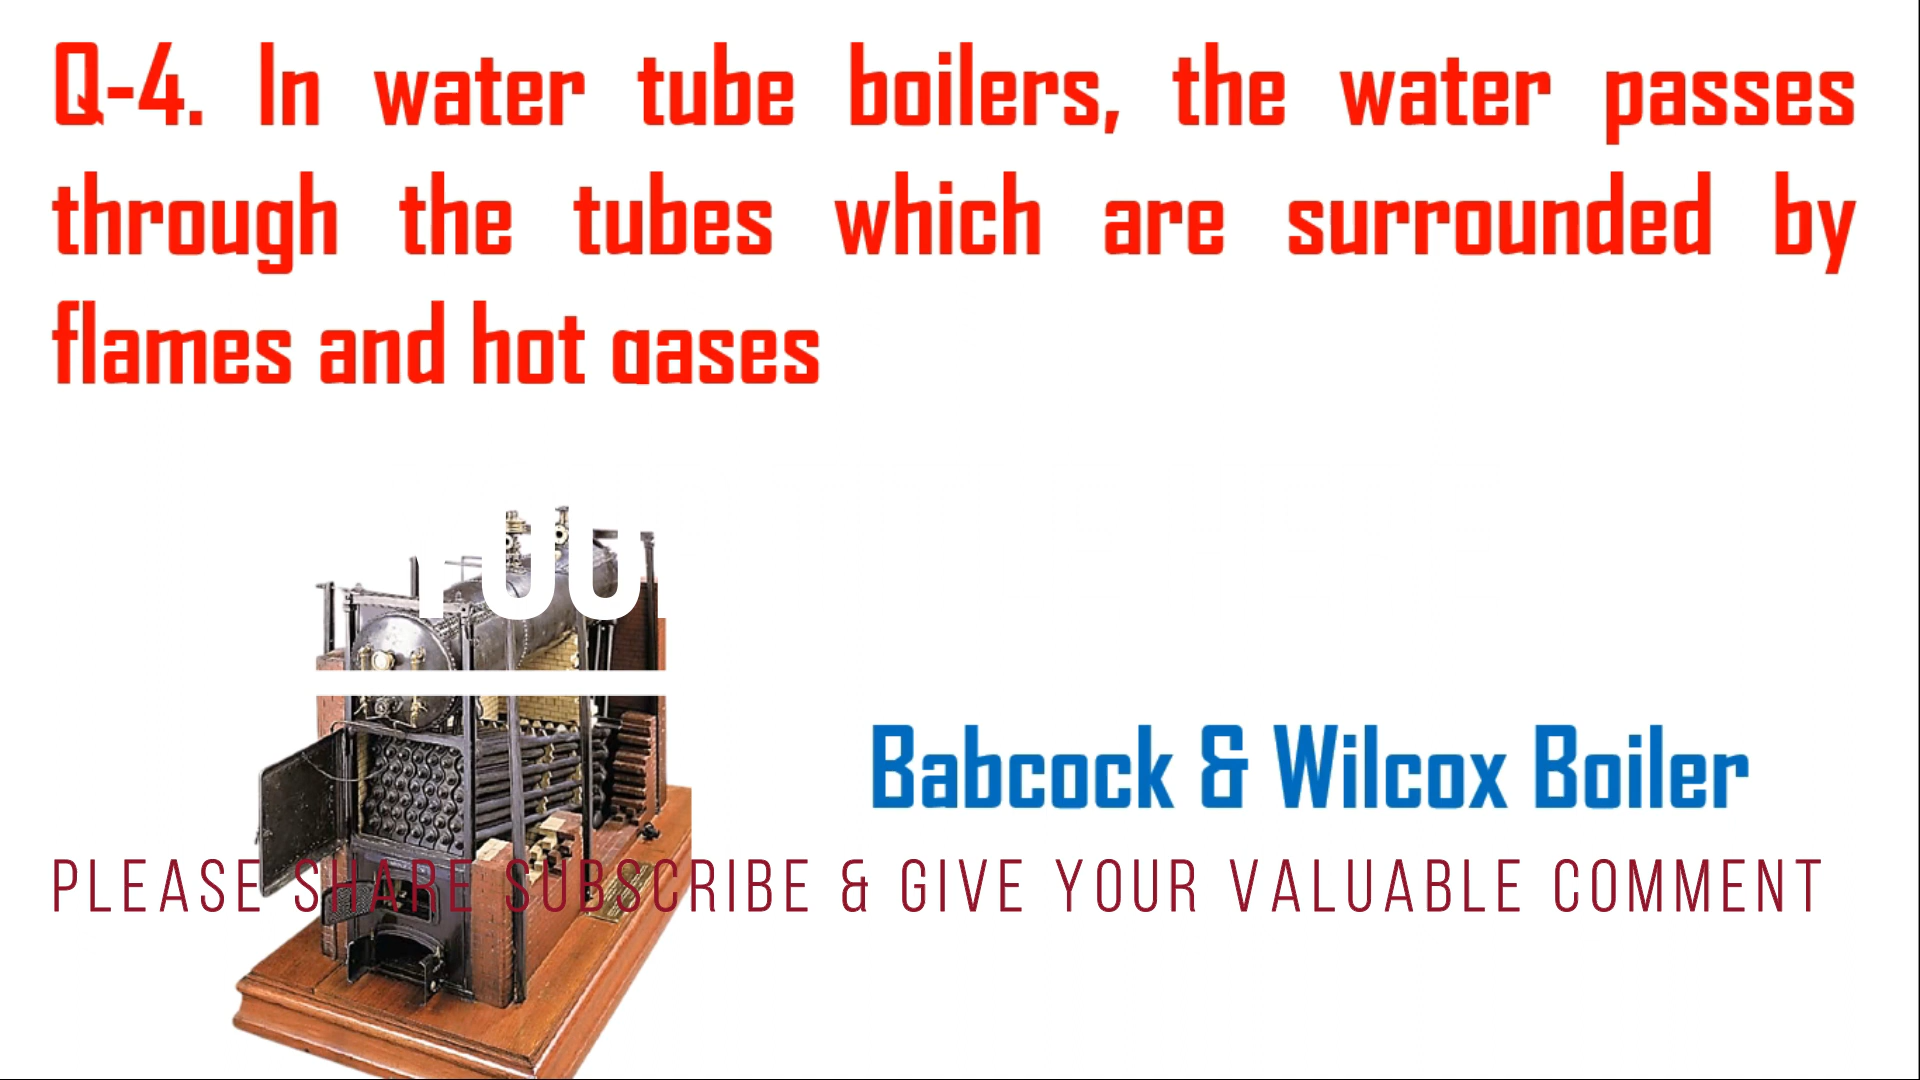 Q-4. In water tube boilers, the water passes
through the tubes which are surrounded by
flames and hot gases
Babcock & Wilcox Boiler
PLEASE SHARE SUBSCRIBE & GIVE YOUR VALUABLE COMMENT